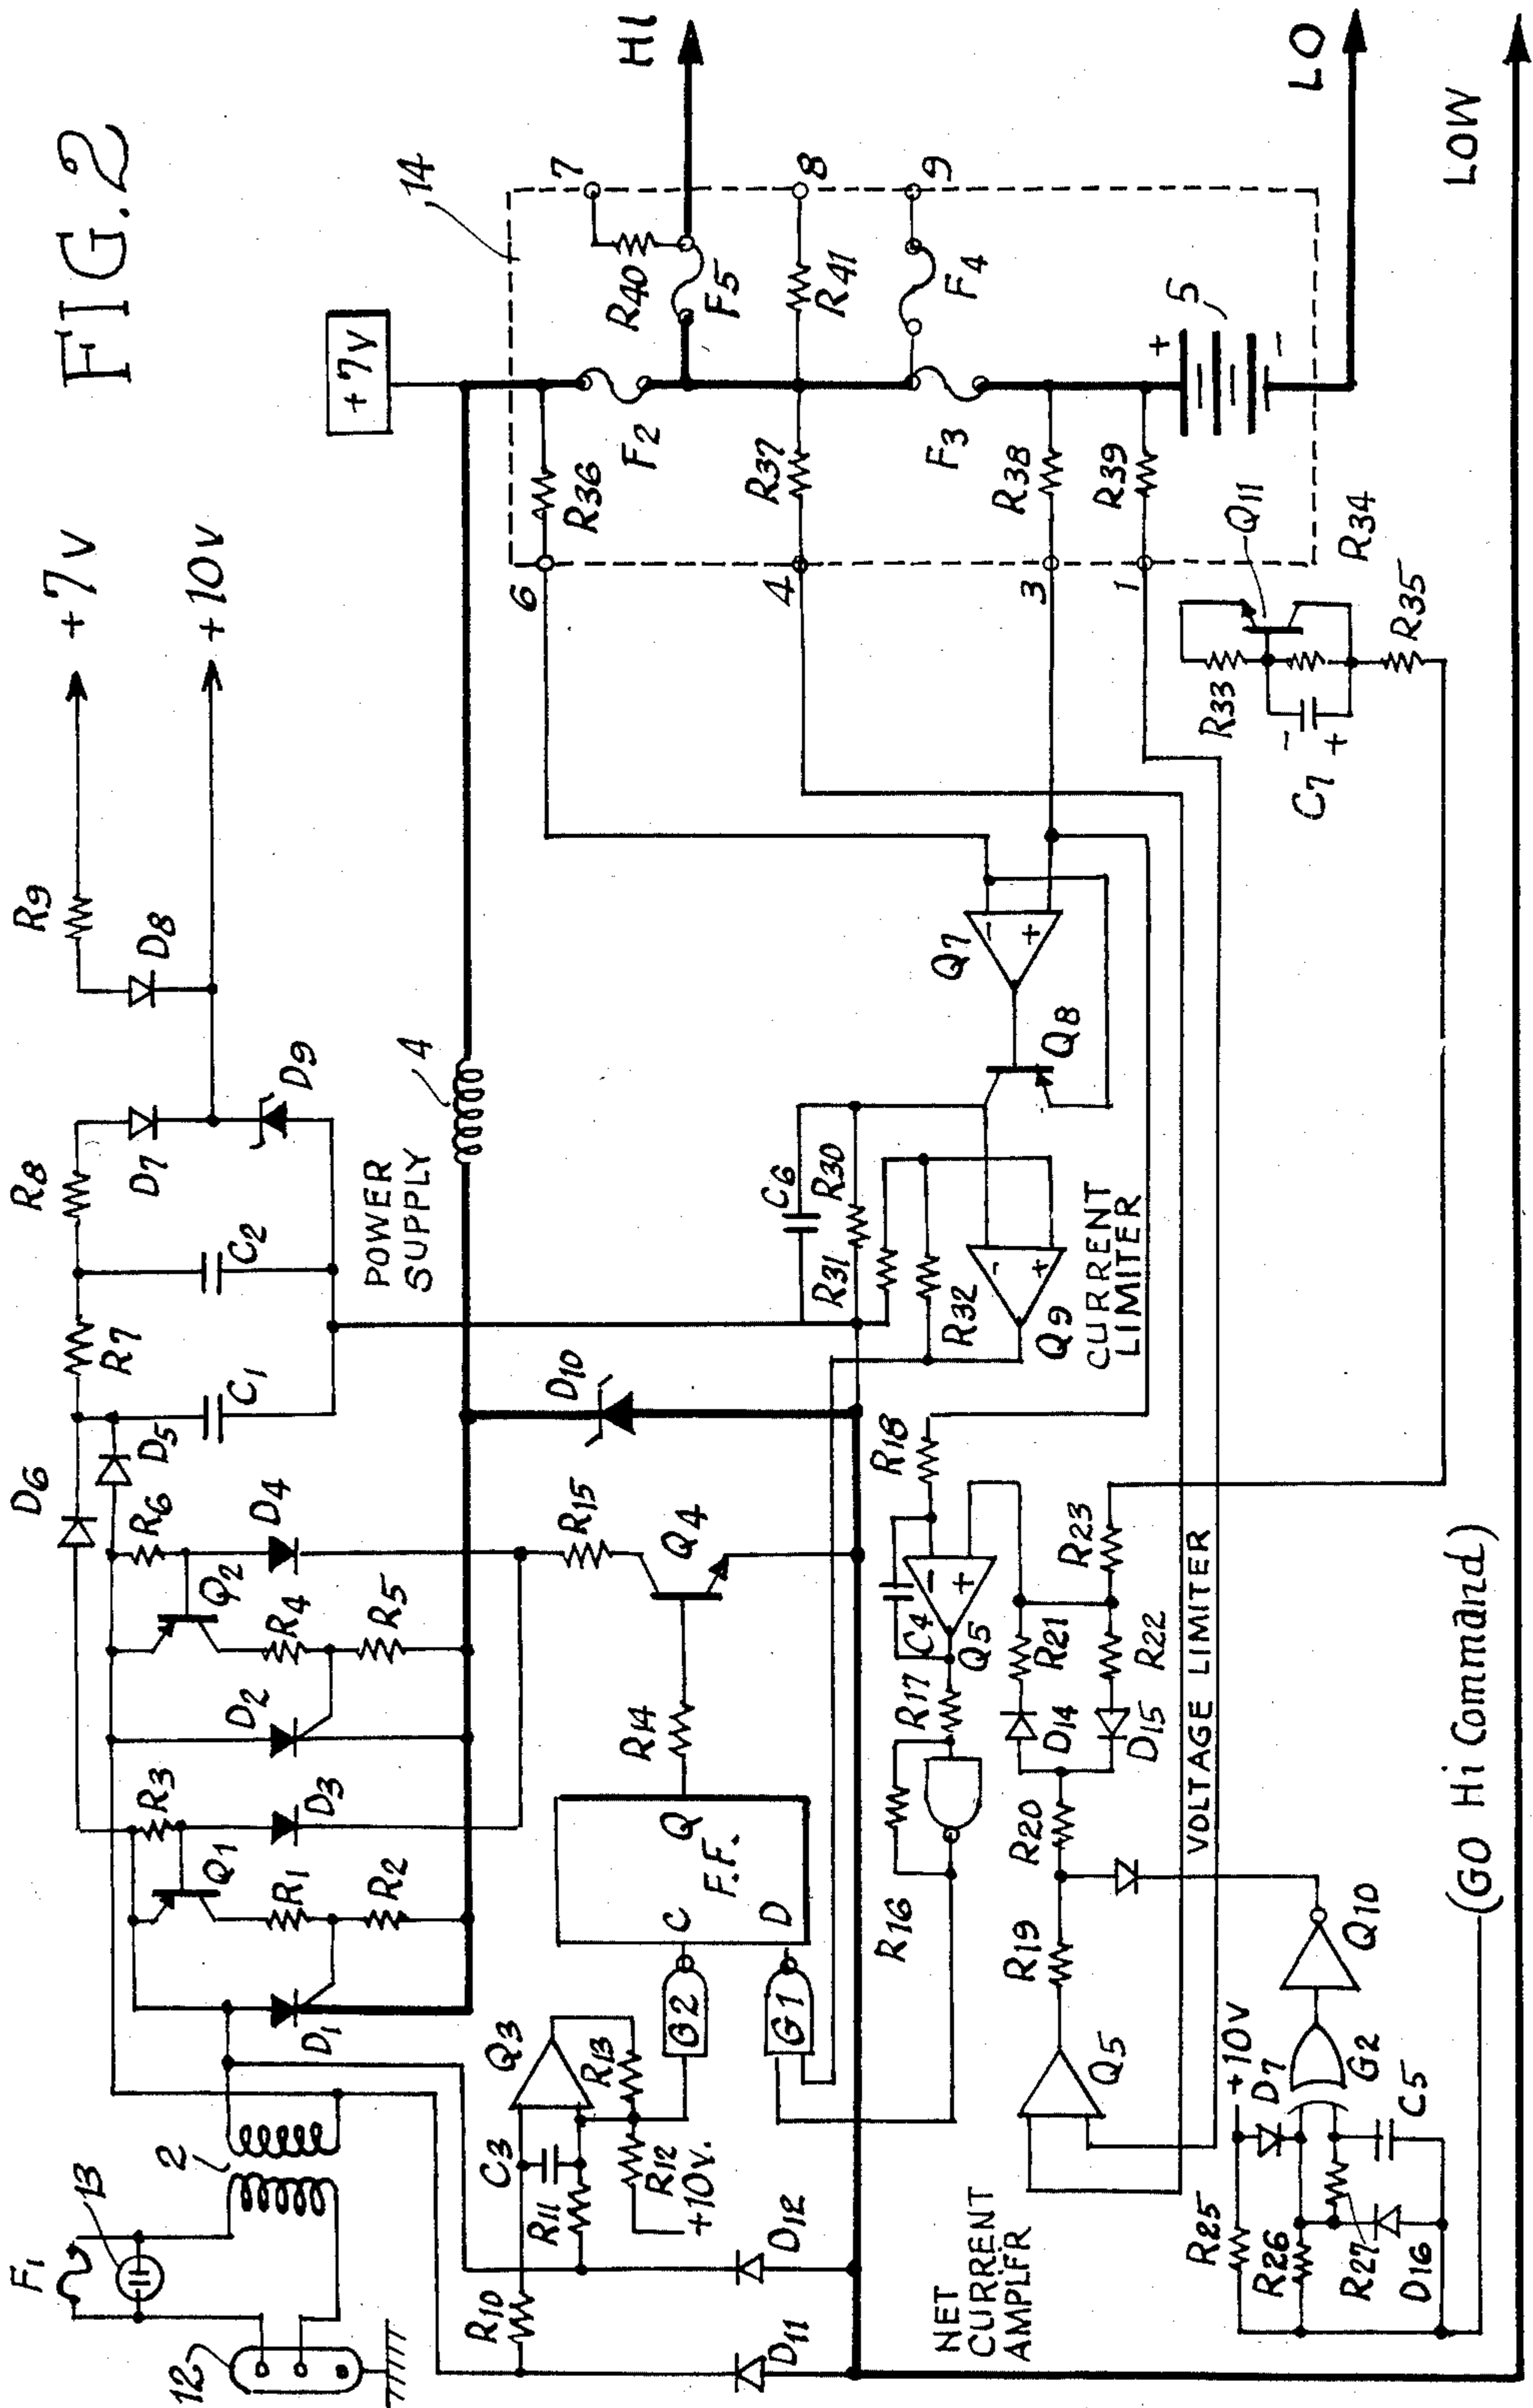 FIG. 2
+7V
+10V
R9
D8
R8
D7
D9
R7
C2
C1
D6
D5
R6
D4
Q2
R4
R5
D2
R3
D3
Q1
R1
R2
D1
2
13
F1
12
POWER
SUPPLY
4
+7V
14
HI
7
R40
F5
8
R41
9
F4
F2
R36
6
R37
4
F3
R38
3
R39
1
5
+
-
LO
LOW
Q11
R34
R33
R35
C7
-
+
D10
R15
Q4
R14
Q
F.F.
C
D
G2
G1
Q3
R13
R12
+10V.
C3
R11
R10
D12
D11
C6
R30
R31
R32
Q9
-
+
CURRENT
LIMITER
Q7
-
+
Q8
R18
C4
-
+
Q5
R17
R16
R21
R23
R22
D14
D15
R20
R19
VOLTAGE LIMITER
Q5
NET
CURRENT
AMPLFR
Q10
+10V
D7
G2
C5
R25
R26
R27
D16
(GO Hi Command)